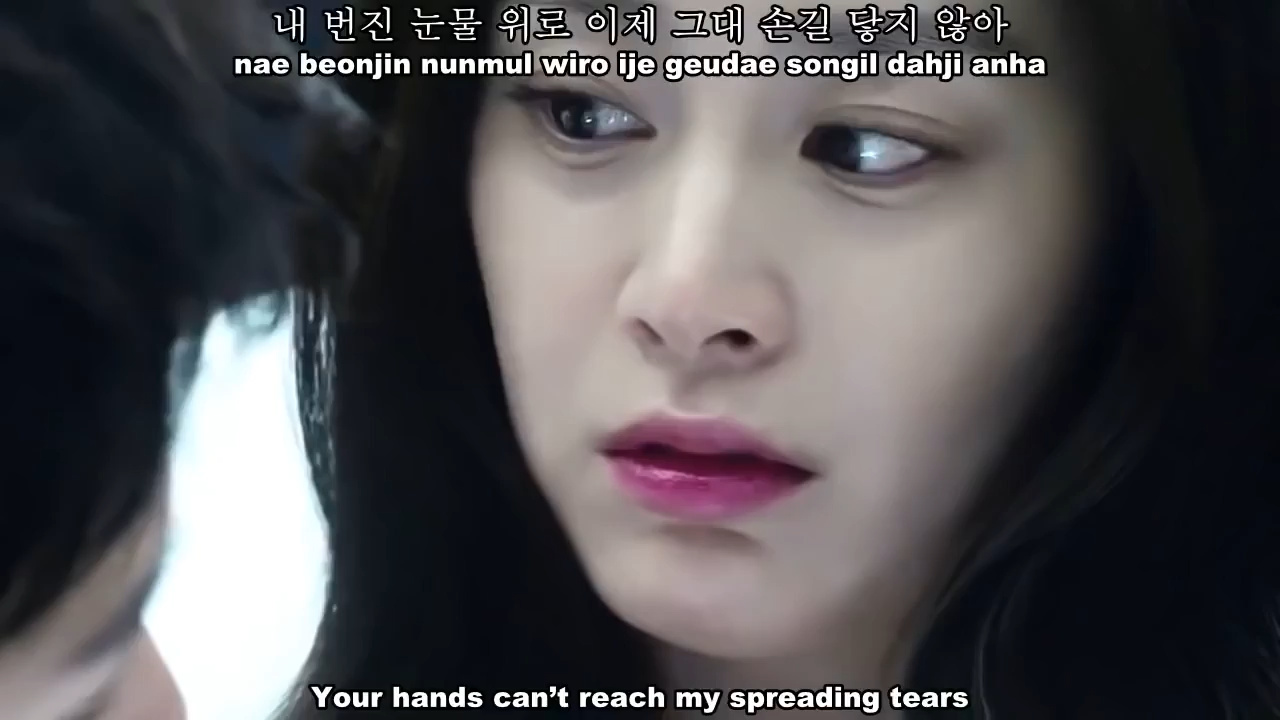 내 번진 눈물 위로 이제 그대 손길 닿지 않아
nae beonjin nunmul wiro ije geudae songil dahji anha
Your hands can't reach my spreading tears